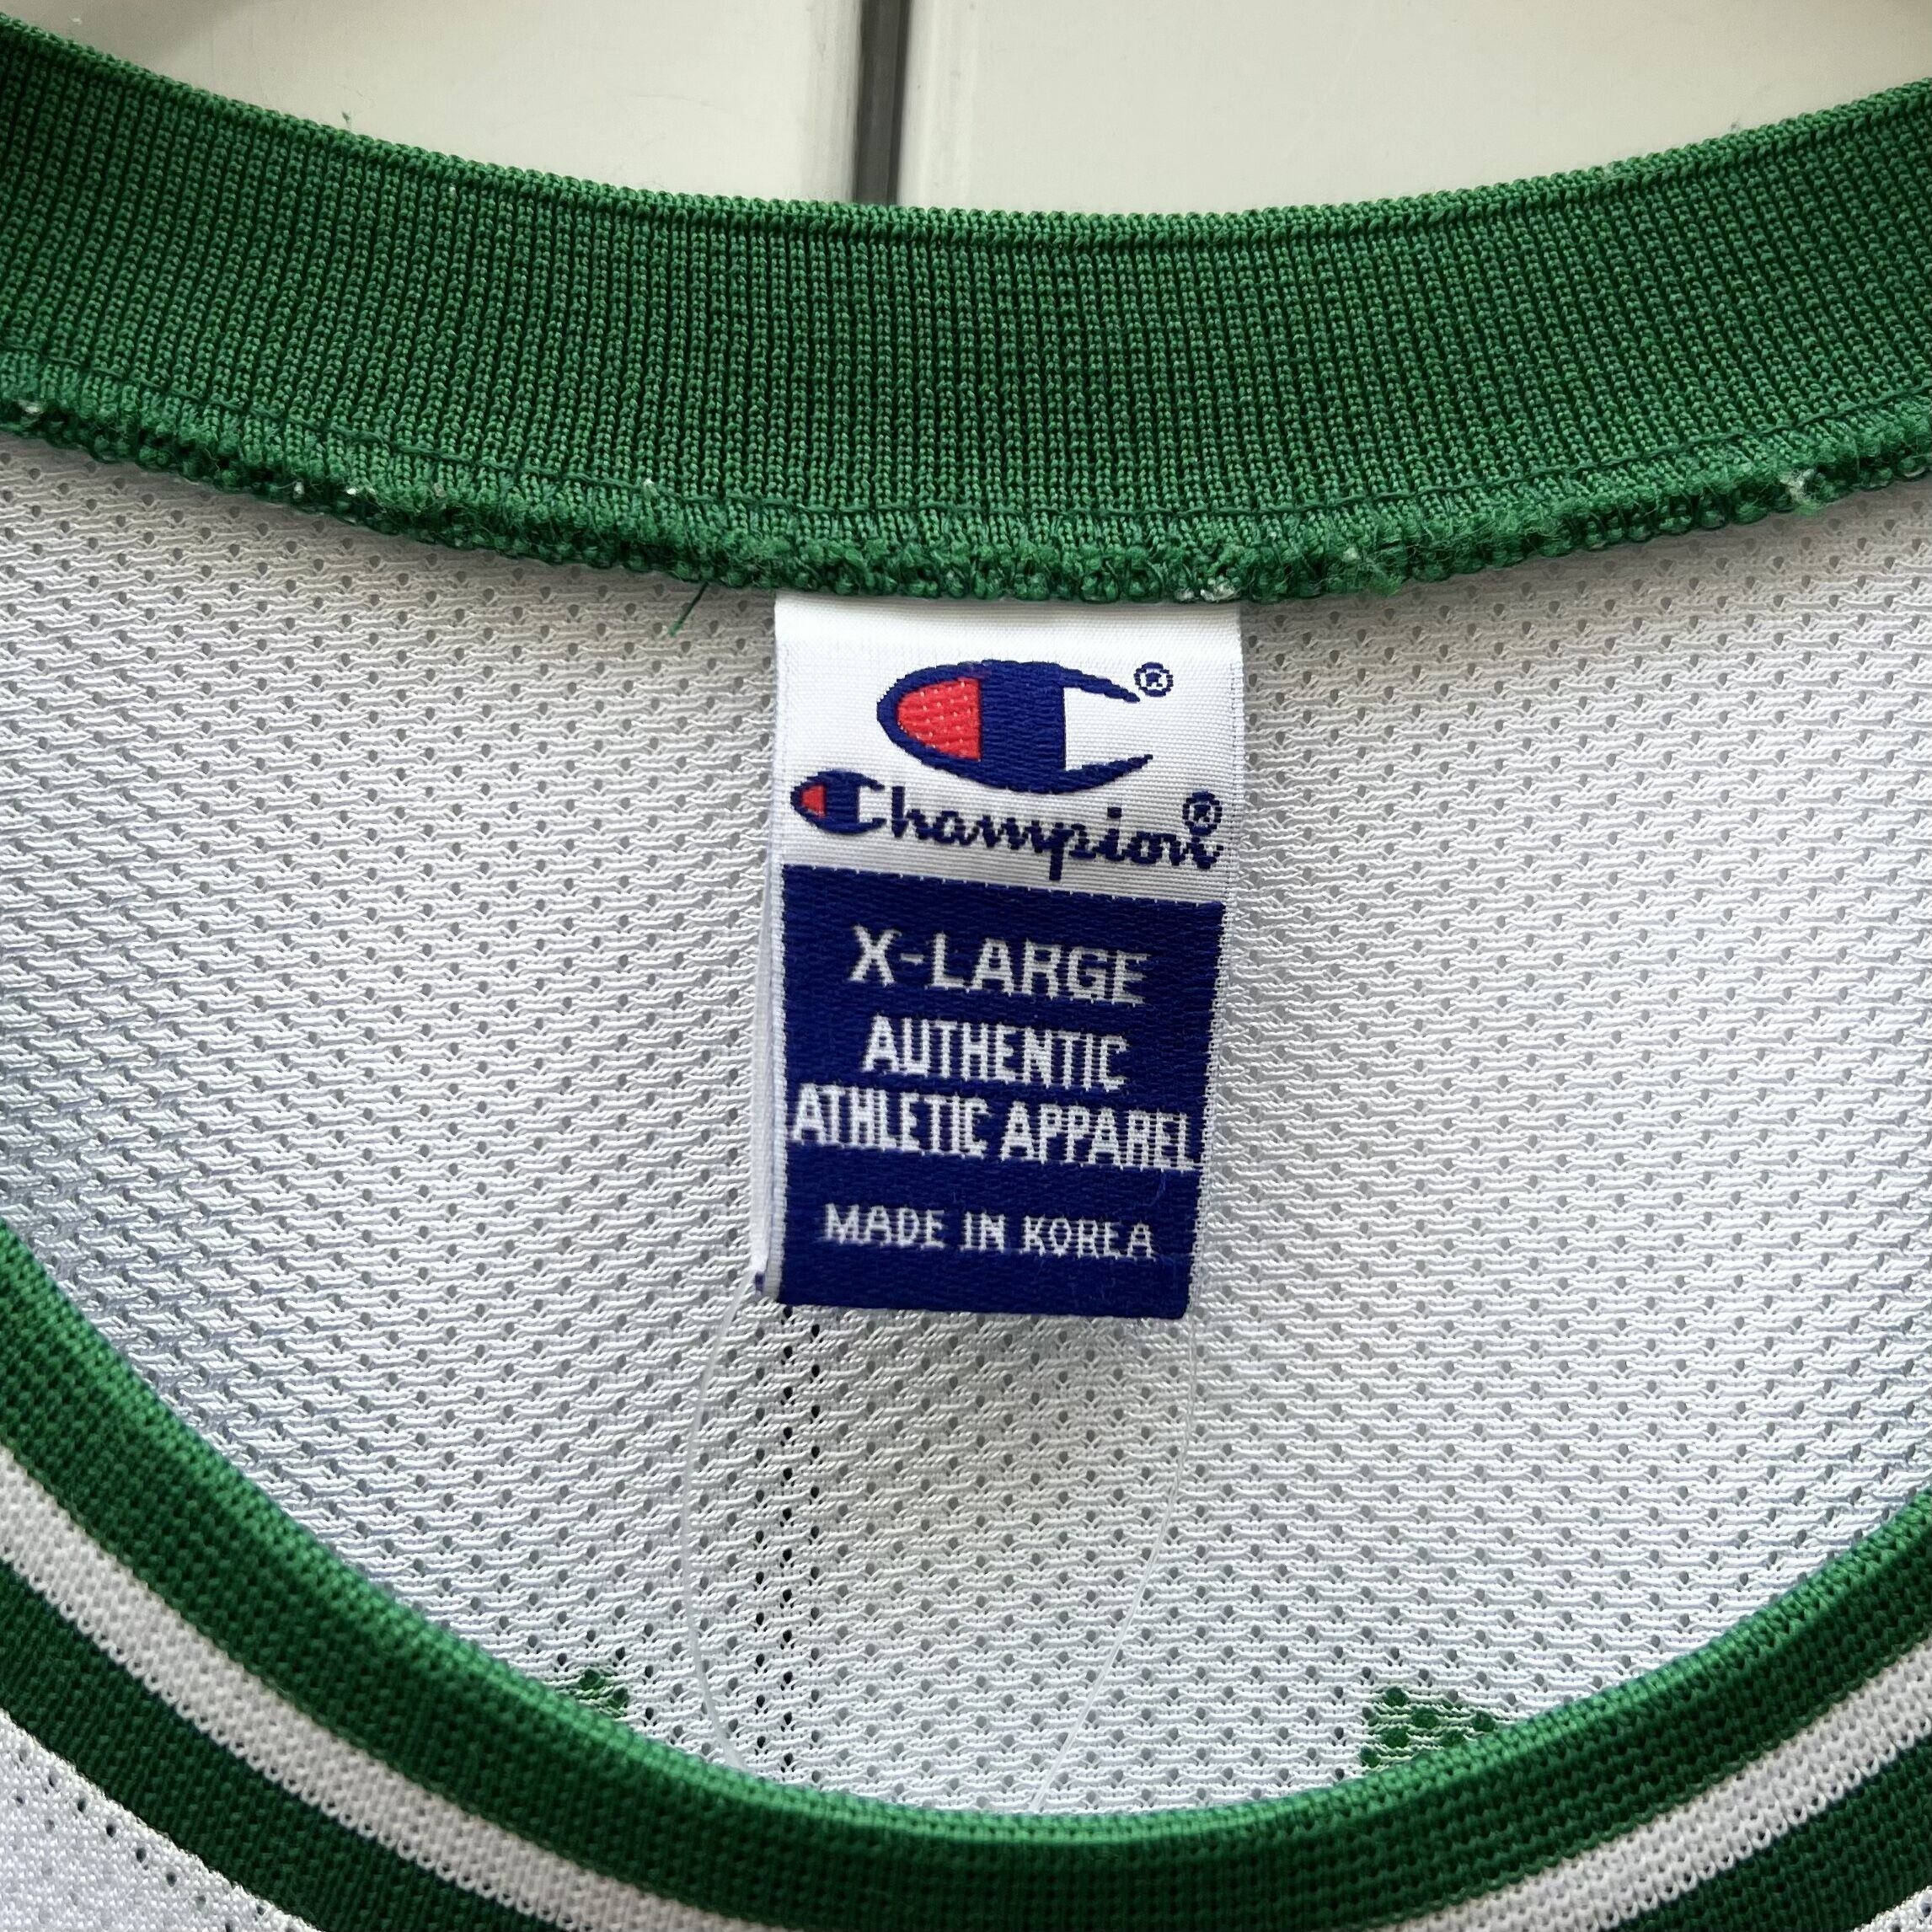 ®
Champion®
X-LARGE
AUTHENTIC
ATHLETIC APPAREL
MADE IN KOREA